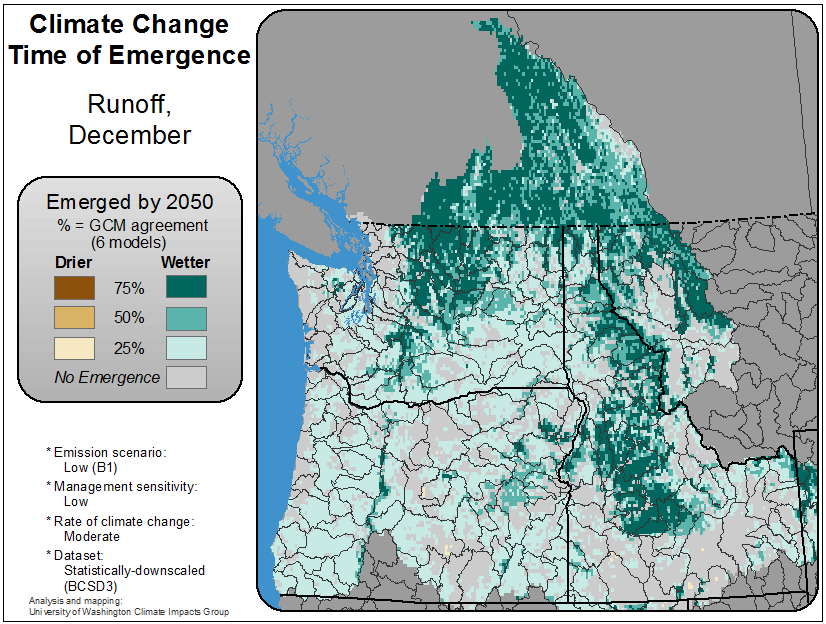 Climate Change
Time of Emergence
Runoff,
December
Emerged by 2050
% = GCM agreement
(6 models)
Drier Wetter
75%
50%
25%
No Emergence
* Emission scenario:
Low (B1)
* Management sensitivity:
Low
* Rate of climate change:
Moderate
* Dataset:
Statistically-downscaled
(BCSD3)
Analysis and mapping:
University of Washington Climate Impacts Group